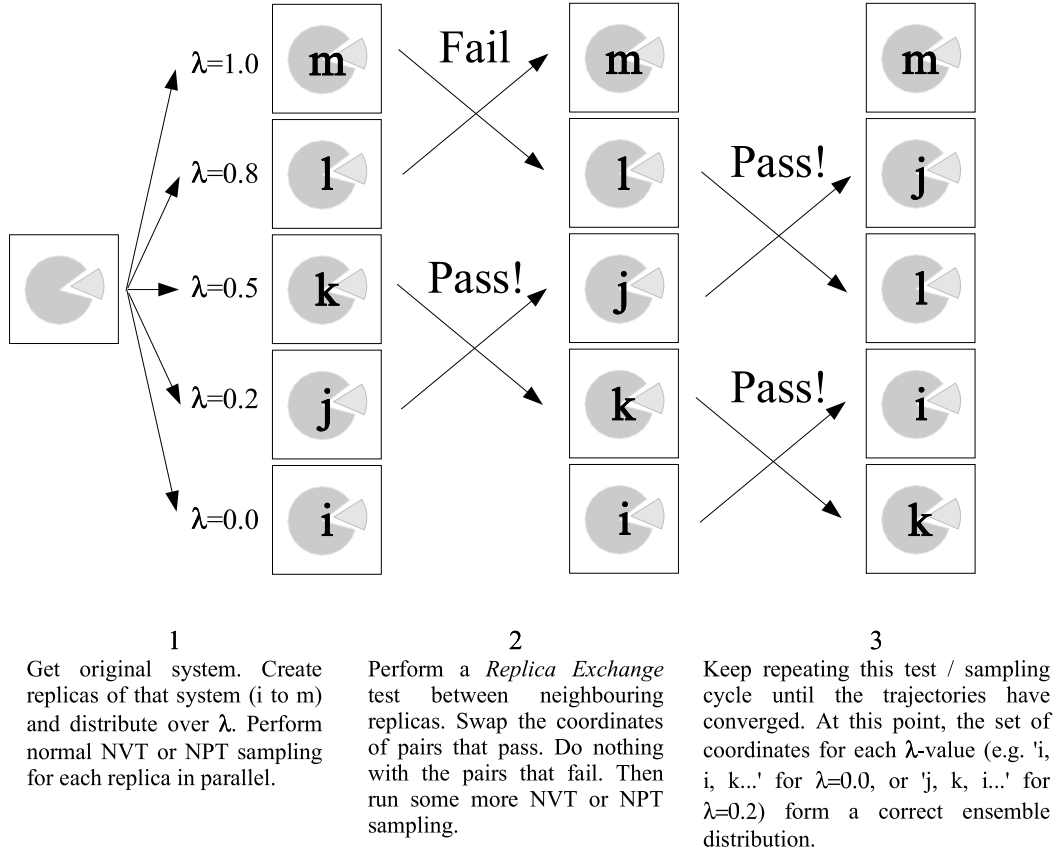 λ=1.0 m Fail m m
λ=0.8 l l Pass! j
λ=0.5 k Pass! j l
λ=0.2 j k Pass! i
λ=0.0 i i k
1
Get original system. Create
replicas of that system (i to m)
and distribute over λ. Perform
normal NVT or NPT sampling
for each replica in parallel.
2
Perform a Replica Exchange
test between neighbouring
replicas. Swap the coordinates
of pairs that pass. Do nothing
with the pairs that fail. Then
run some more NVT or NPT
sampling.
3
Keep repeating this test / sampling
cycle until the trajectories have
converged. At this point, the set of
coordinates for each λ-value (e.g. 'i,
i, k...' for λ=0.0, or 'j, k, i...' for
λ=0.2) form a correct ensemble
distribution.